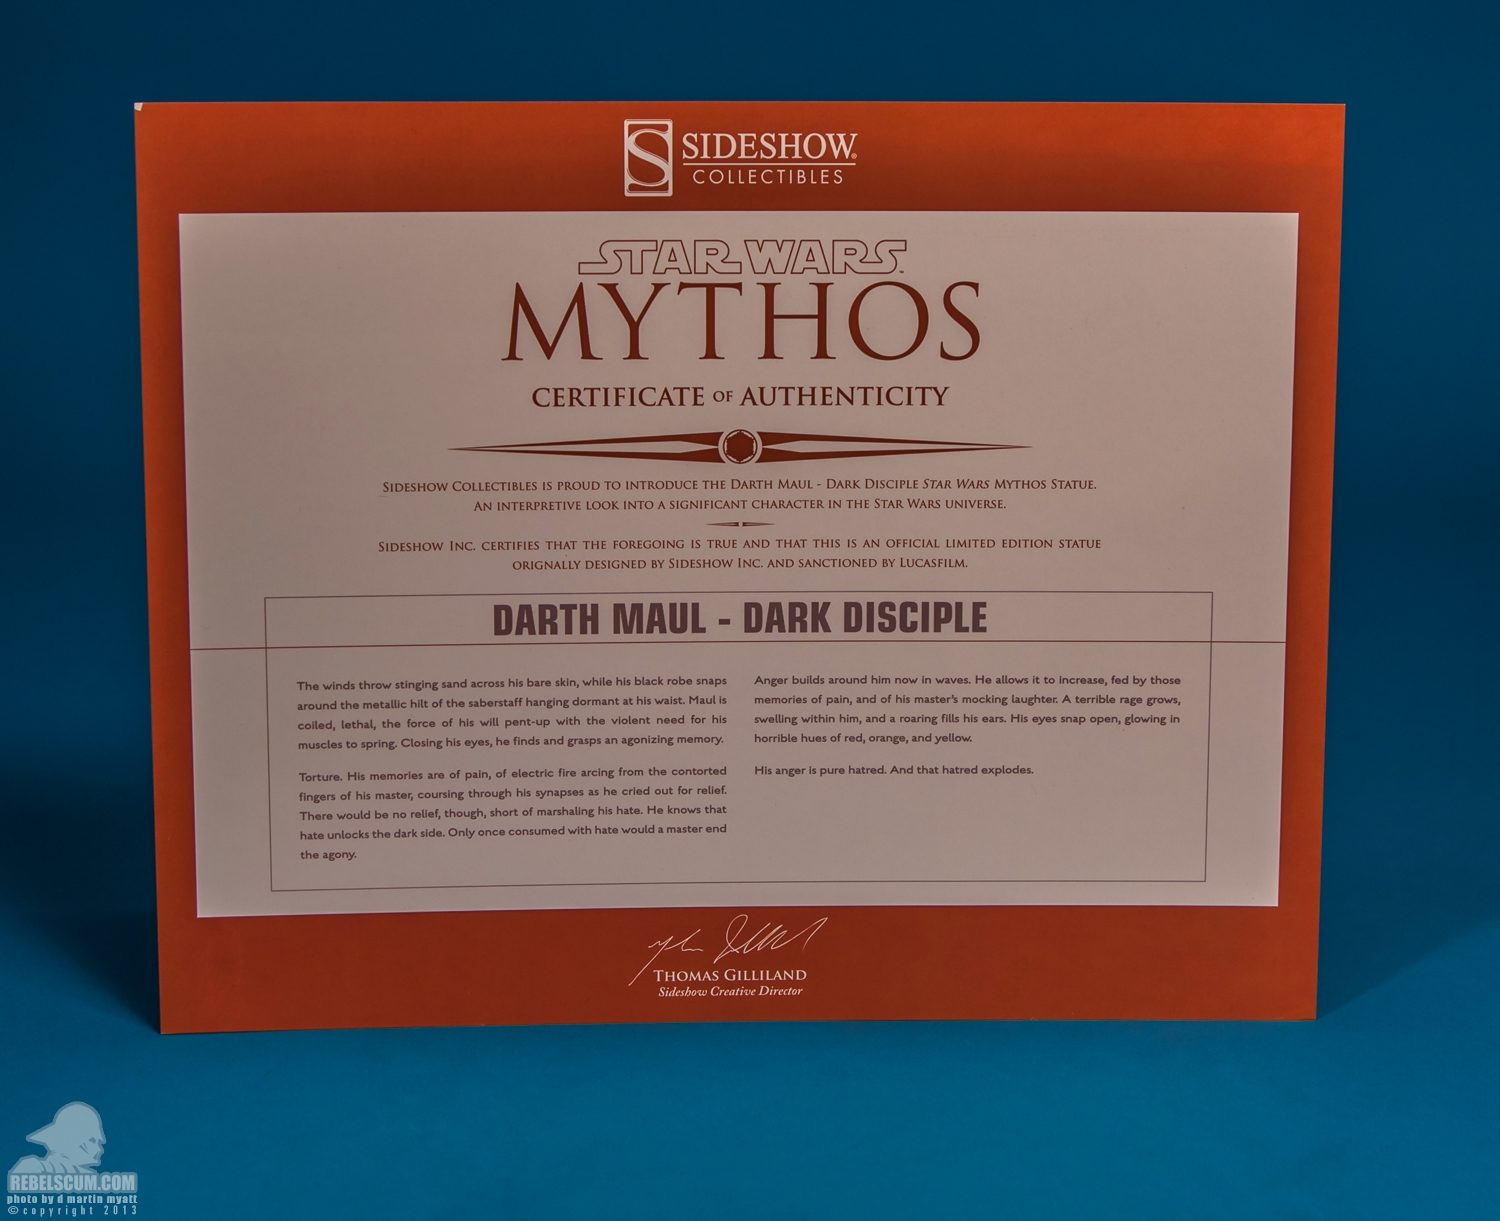 SIDESHOW®
COLLECTIBLES
STAR WARS™
MYTHOS
CERTIFICATE OF AUTHENTICITY
SIDESHOW COLLECTIBLES IS PROUD TO INTRODUCE THE DARTH MAUL - DARK DISCIPLE STAR WARS MYTHOS STATUE.
AN INTERPRETIVE LOOK INTO A SIGNIFICANT CHARACTER IN THE STAR WARS UNIVERSE.
SIDESHOW INC. CERTIFIES THAT THE FOREGOING IS TRUE AND THAT THIS IS AN OFFICIAL LIMITED EDITION STATUE
ORIGNALLY DESIGNED BY SIDESHOW INC. AND SANCTIONED BY LUCASFILM.
DARTH MAUL - DARK DISCIPLE
The winds throw stinging sand across his bare skin, while his black robe snaps
around the metallic hilt of the saberstaff hanging dormant at his waist. Maul is
coiled, lethal, the force of his will pent-up with the violent need for his
muscles to spring. Closing his eyes, he finds and grasps an agonizing memory.
Torture. His memories are of pain, of electric fire arcing from the contorted
fingers of his master, coursing through his synapses as he cried out for relief.
There would be no relief, though, short of marshaling his hate. He knows that
hate unlocks the dark side. Only once consumed with hate would a master end
the agony.
Anger builds around him now in waves. He allows it to increase, fed by those
memories of pain, and of his master's mocking laughter. A terrible rage grows,
swelling within him, and a roaring fills his ears. His eyes snap open, glowing in
horrible hues of red, orange, and yellow.
His anger is pure hatred. And that hatred explodes.
THOMAS GILLILAND
Sideshow Creative Director
REBELSCUM.COM
photo by d martin myatt
©copyright 2013